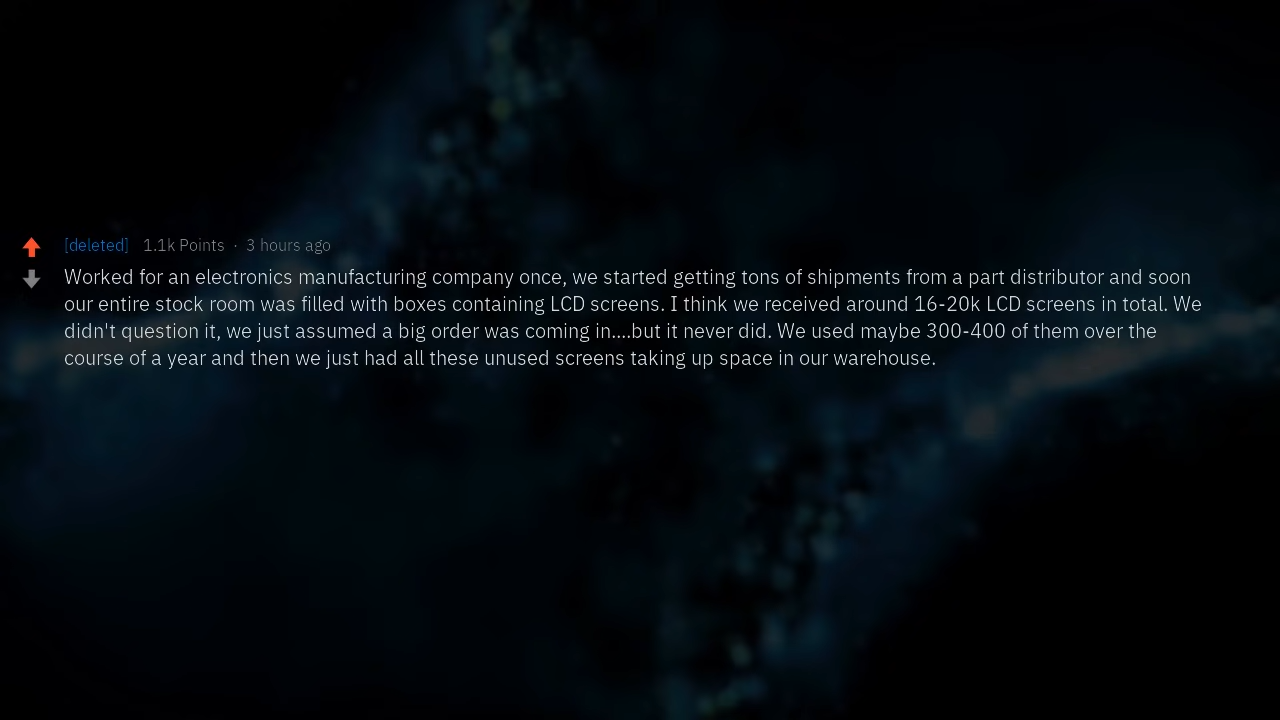 [deleted] 1.1k Points · 3 hours ago
Worked for an electronics manufacturing company once, we started getting tons of shipments from a part distributor and soon
our entire stock room was filled with boxes containing LCD screens. I think we received around 16-20k LCD screens in total. We
didn't question it, we just assumed a big order was coming in....but it never did. We used maybe 300-400 of them over the
course of a year and then we just had all these unused screens taking up space in our warehouse.